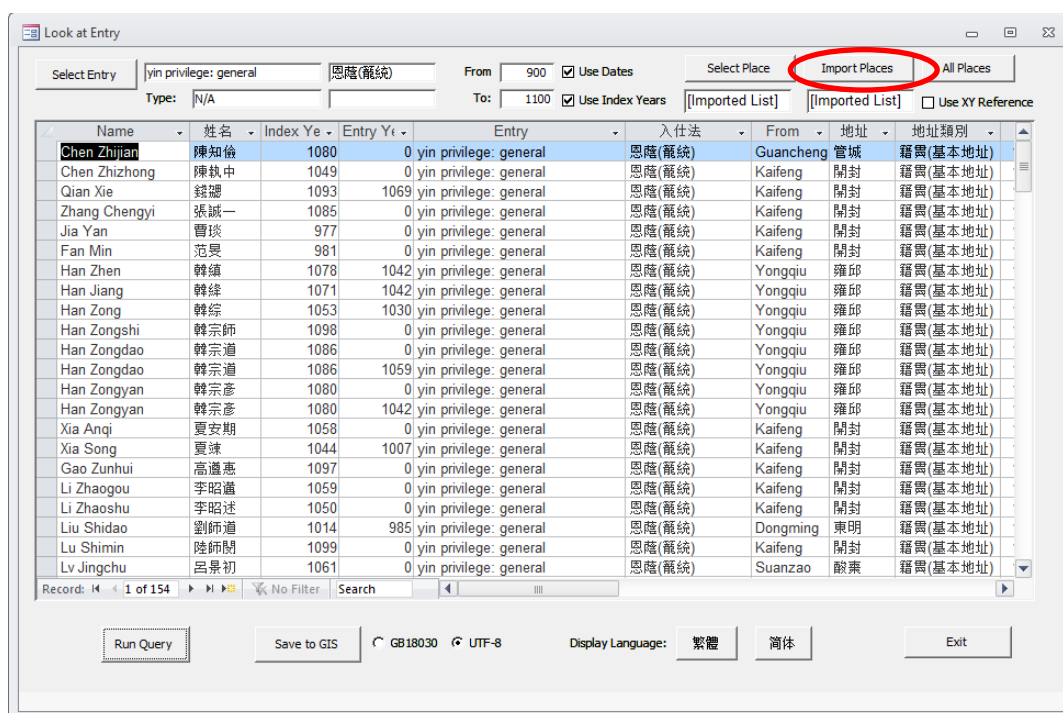 Look at Entry
Select Entry yin privilege: general 恩蔭(籠統) From 900 Use Dates Select Place Import Places All Places
Type: N/A To: 1100 Use Index Years [Imported List] [Imported List] Use XY Reference
Name 姓名 Index Ye Entry Ye Entry 入仕法 From 地址 地址類別
Chen Zhijian 陳知儉 1080 0 yin privilege: general 恩蔭(籠統) Guancheng 管城 籍貫(基本地址)
Chen Zhizhong 陳執中 1049 0 yin privilege: general 恩蔭(籠統) Kaifeng 開封 籍貫(基本地址)
Qian Xie 錢勰 1093 1069 yin privilege: general 恩蔭(籠統) Kaifeng 開封 籍貫(基本地址)
Zhang Chengyi 張誠一 1085 0 yin privilege: general 恩蔭(籠統) Kaifeng 開封 籍貫(基本地址)
Jia Yan 賈琰 977 0 yin privilege: general 恩蔭(籠統) Kaifeng 開封 籍貫(基本地址)
Fan Min 范旻 981 0 yin privilege: general 恩蔭(籠統) Kaifeng 開封 籍貫(基本地址)
Han Zhen 韓縝 1078 1042 yin privilege: general 恩蔭(籠統) Yongqiu 雍邱 籍貫(基本地址)
Han Jiang 韓絳 1071 1042 yin privilege: general 恩蔭(籠統) Yongqiu 雍邱 籍貫(基本地址)
Han Zong 韓綜 1053 1030 yin privilege: general 恩蔭(籠統) Yongqiu 雍邱 籍貫(基本地址)
Han Zongshi 韓宗師 1098 0 yin privilege: general 恩蔭(籠統) Yongqiu 雍邱 籍貫(基本地址)
Han Zongdao 韓宗道 1086 0 yin privilege: general 恩蔭(籠統) Yongqiu 雍邱 籍貫(基本地址)
Han Zongdao 韓宗道 1086 1059 yin privilege: general 恩蔭(籠統) Yongqiu 雍邱 籍貫(基本地址)
Han Zongyan 韓宗彥 1080 0 yin privilege: general 恩蔭(籠統) Yongqiu 雍邱 籍貫(基本地址)
Han Zongyan 韓宗彥 1080 1042 yin privilege: general 恩蔭(籠統) Yongqiu 雍邱 籍貫(基本地址)
Xia Anqi 夏安期 1058 0 yin privilege: general 恩蔭(籠統) Kaifeng 開封 籍貫(基本地址)
Xia Song 夏竦 1044 1007 yin privilege: general 恩蔭(籠統) Kaifeng 開封 籍貫(基本地址)
Gao Zunhui 高遵惠 1097 0 yin privilege: general 恩蔭(籠統) Kaifeng 開封 籍貫(基本地址)
Li Zhaogou 李昭遘 1059 0 yin privilege: general 恩蔭(籠統) Kaifeng 開封 籍貫(基本地址)
Li Zhaoshu 李昭述 1050 0 yin privilege: general 恩蔭(籠統) Kaifeng 開封 籍貫(基本地址)
Liu Shidao 劉師道 1014 985 yin privilege: general 恩蔭(籠統) Dongming 東明 籍貫(基本地址)
Lu Shimin 陸師閔 1099 0 yin privilege: general 恩蔭(籠統) Kaifeng 開封 籍貫(基本地址)
Lv Jingchu 呂景初 1061 0 yin privilege: general 恩蔭(籠統) Suanzao 酸棗 籍貫(基本地址)
Record: 1 of 154 No Filter Search
Run Query Save to GIS GB18030 UTF-8 Display Language: 繁體 简体 Exit